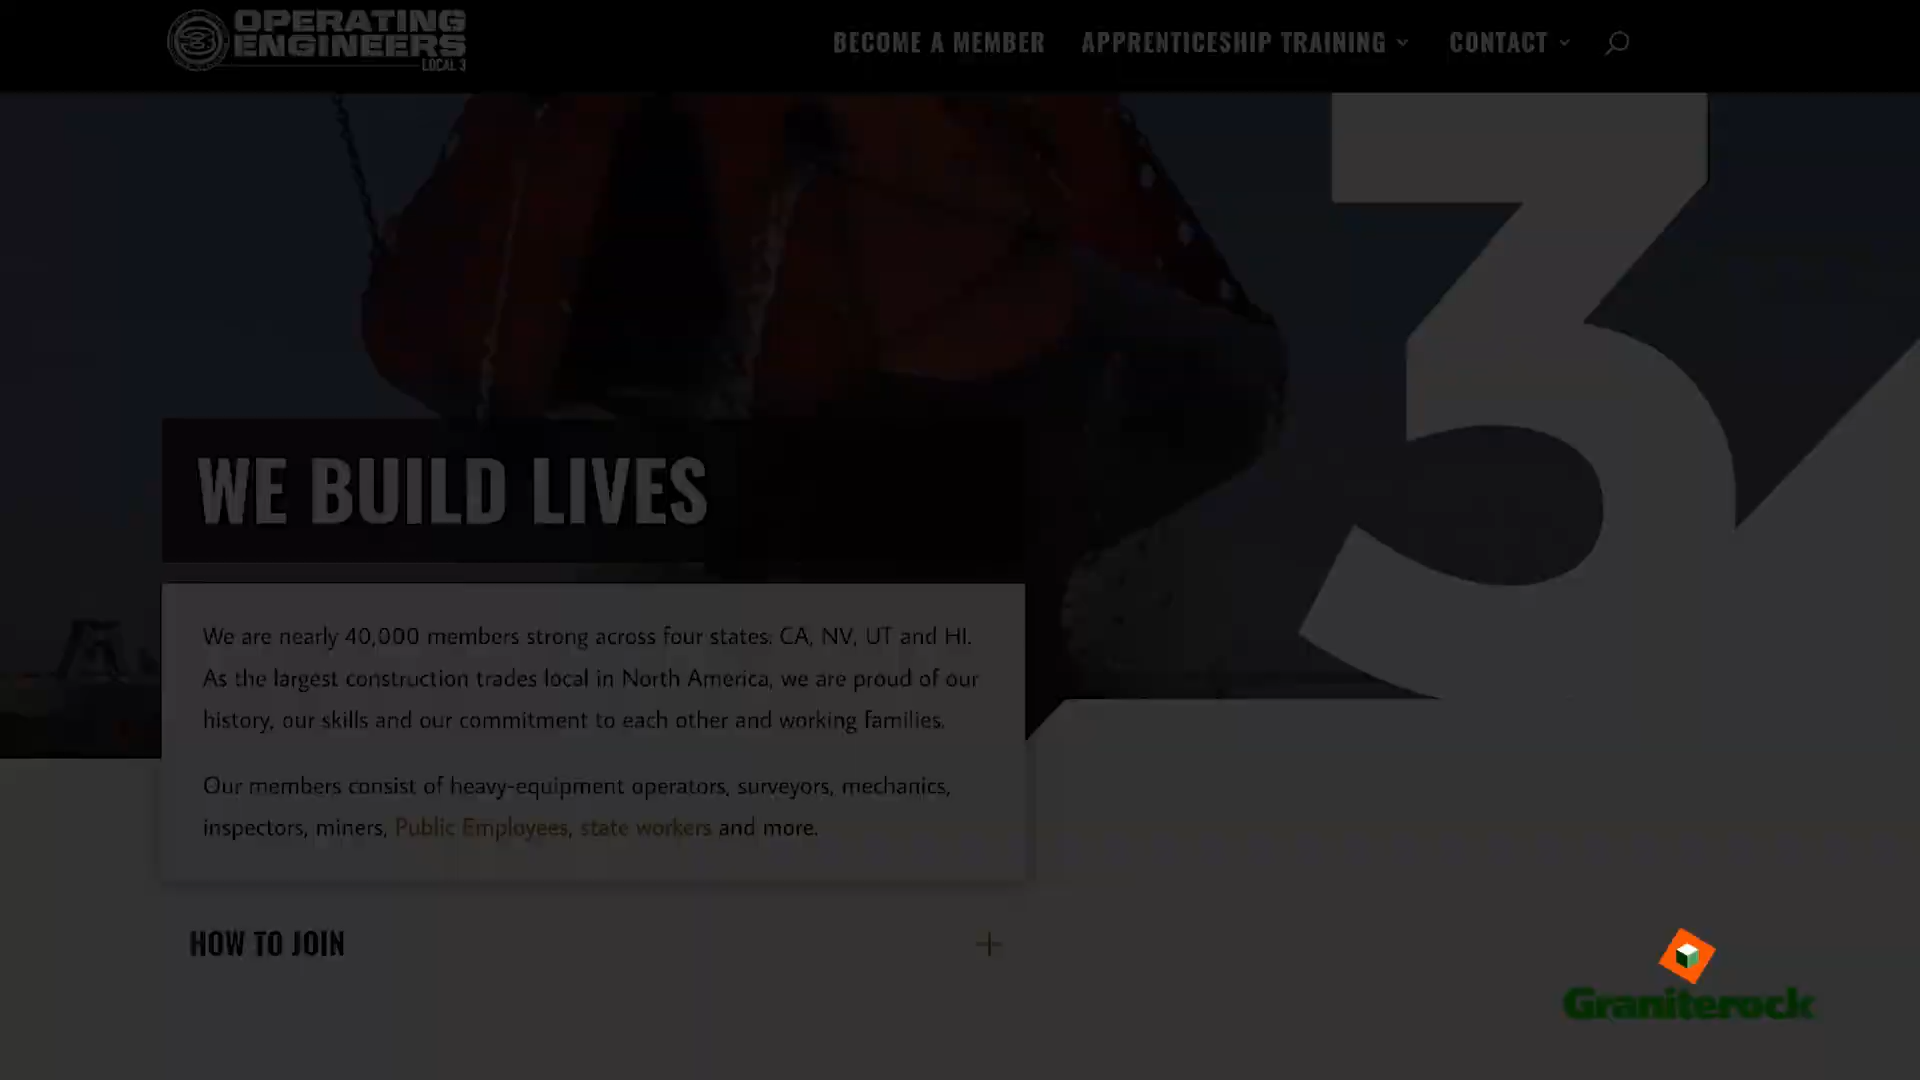 OPERATING
ENGINEERS
LOCAL 3
BECOME A MEMBER
APPRENTICESHIP TRAINING
CONTACT
3
WE BUILD LIVES
We are nearly 40,000 members strong across four states: CA, NV, UT and HI.
As the largest construction trades local in North America, we are proud of our
history, our skills and our commitment to each other and working families.
Our members consist of heavy-equipment operators, surveyors, mechanics,
inspectors, miners, Public Employees, state workers and more.
HOW TO JOIN
Graniterock